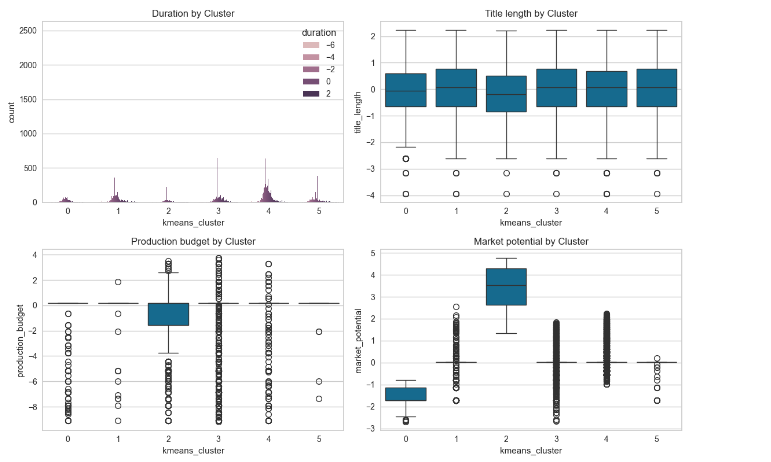 Duration by Cluster
count
2500
2000
1500
1000
500
0
duration
−6
−4
−2
0
2
0 1 2 3 4 5
kmeans_cluster
Title length by Cluster
title_length
2
1
0
−1
−2
−3
−4
0 1 2 3 4 5
kmeans_cluster
Production budget by Cluster
production_budget
4
2
0
−2
−4
−6
−8
0 1 2 3 4 5
kmeans_cluster
Market potential by Cluster
market_potential
5
4
3
2
1
0
−1
−2
−3
0 1 2 3 4 5
kmeans_cluster